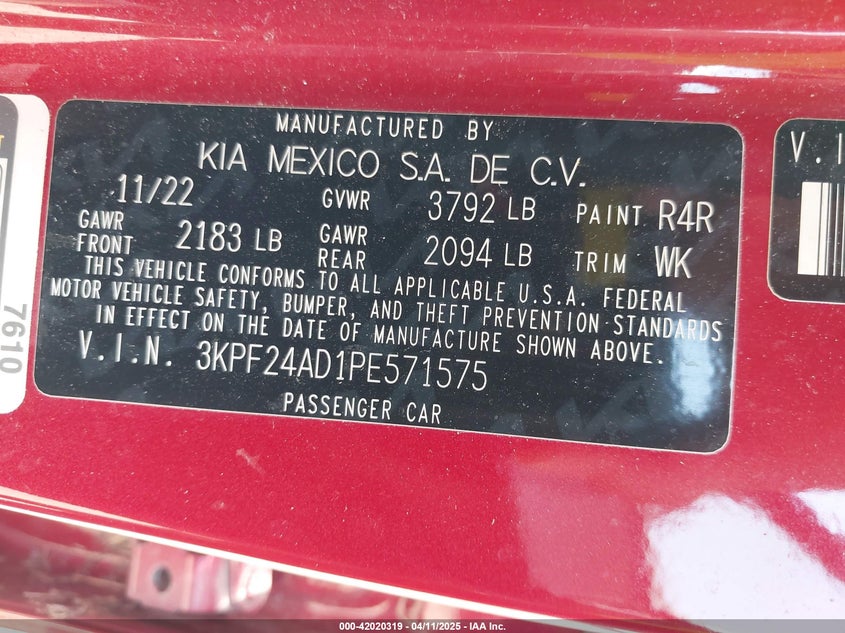 MANUFACTURED BY
KIA MEXICO S.A. DE C.V.
11/22 GVWR 3792 LB PAINT R4R
GAWR FRONT 2183 LB GAWR REAR 2094 LB TRIM WK
THIS VEHICLE CONFORMS TO ALL APPLICABLE U.S.A. FEDERAL
MOTOR VEHICLE SAFETY, BUMPER, AND THEFT PREVENTION STANDARDS
IN EFFECT ON THE DATE OF MANUFACTURE SHOWN ABOVE.
V.I.N. 3KPF24AD1PE571575
PASSENGER CAR
7610
V.I
000-42020319 - 04/11/2025 - IAA Inc.